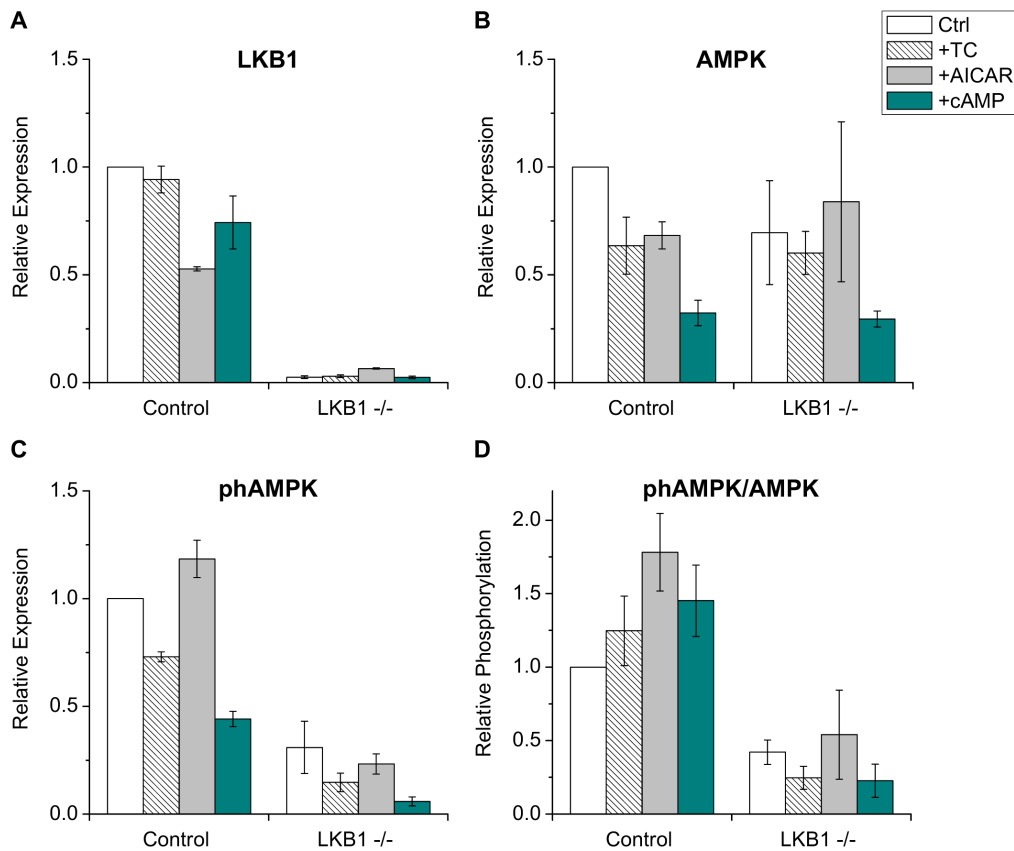 A
LKB1
Relative Expression
1.5
1.0
0.5
0.0
Control
LKB1 -/-
B
AMPK
Relative Expression
1.5
1.0
0.5
0.0
Control
LKB1 -/-
Ctrl
+TC
+AICAR
+cAMP
C
phAMPK
Relative Expression
1.5
1.0
0.5
0.0
Control
LKB1 -/-
D
phAMPK/AMPK
Relative Phosphorylation
2.0
1.5
1.0
0.5
0.0
Control
LKB1 -/-